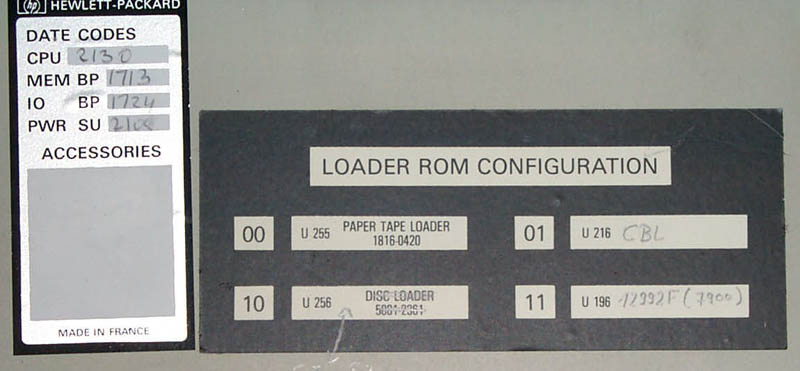 hp HEWLETT-PACKARD
DATE CODES
CPU 2130
MEM BP 1713
IO BP 1724
PWR SU
ACCESSORIES
MADE IN FRANCE
LOADER ROM CONFIGURATION
00 U 255 PAPER TAPE LOADER
1816-0420
01 U 216 CBL
10 U 256 DISC LOADER
11 U 196 12992F (7900)